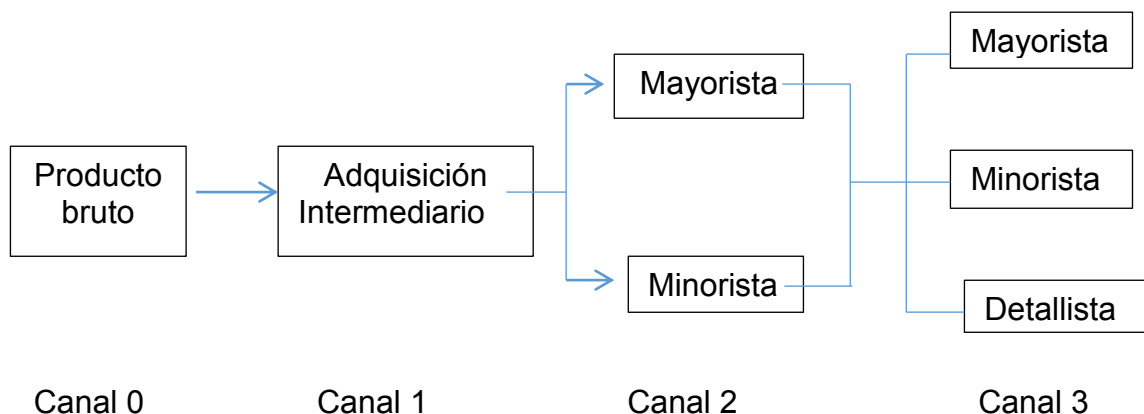 Producto
bruto
Adquisición
Intermediario
Mayorista
Minorista
Mayorista
Minorista
Detallista
Canal 0
Canal 1
Canal 2
Canal 3